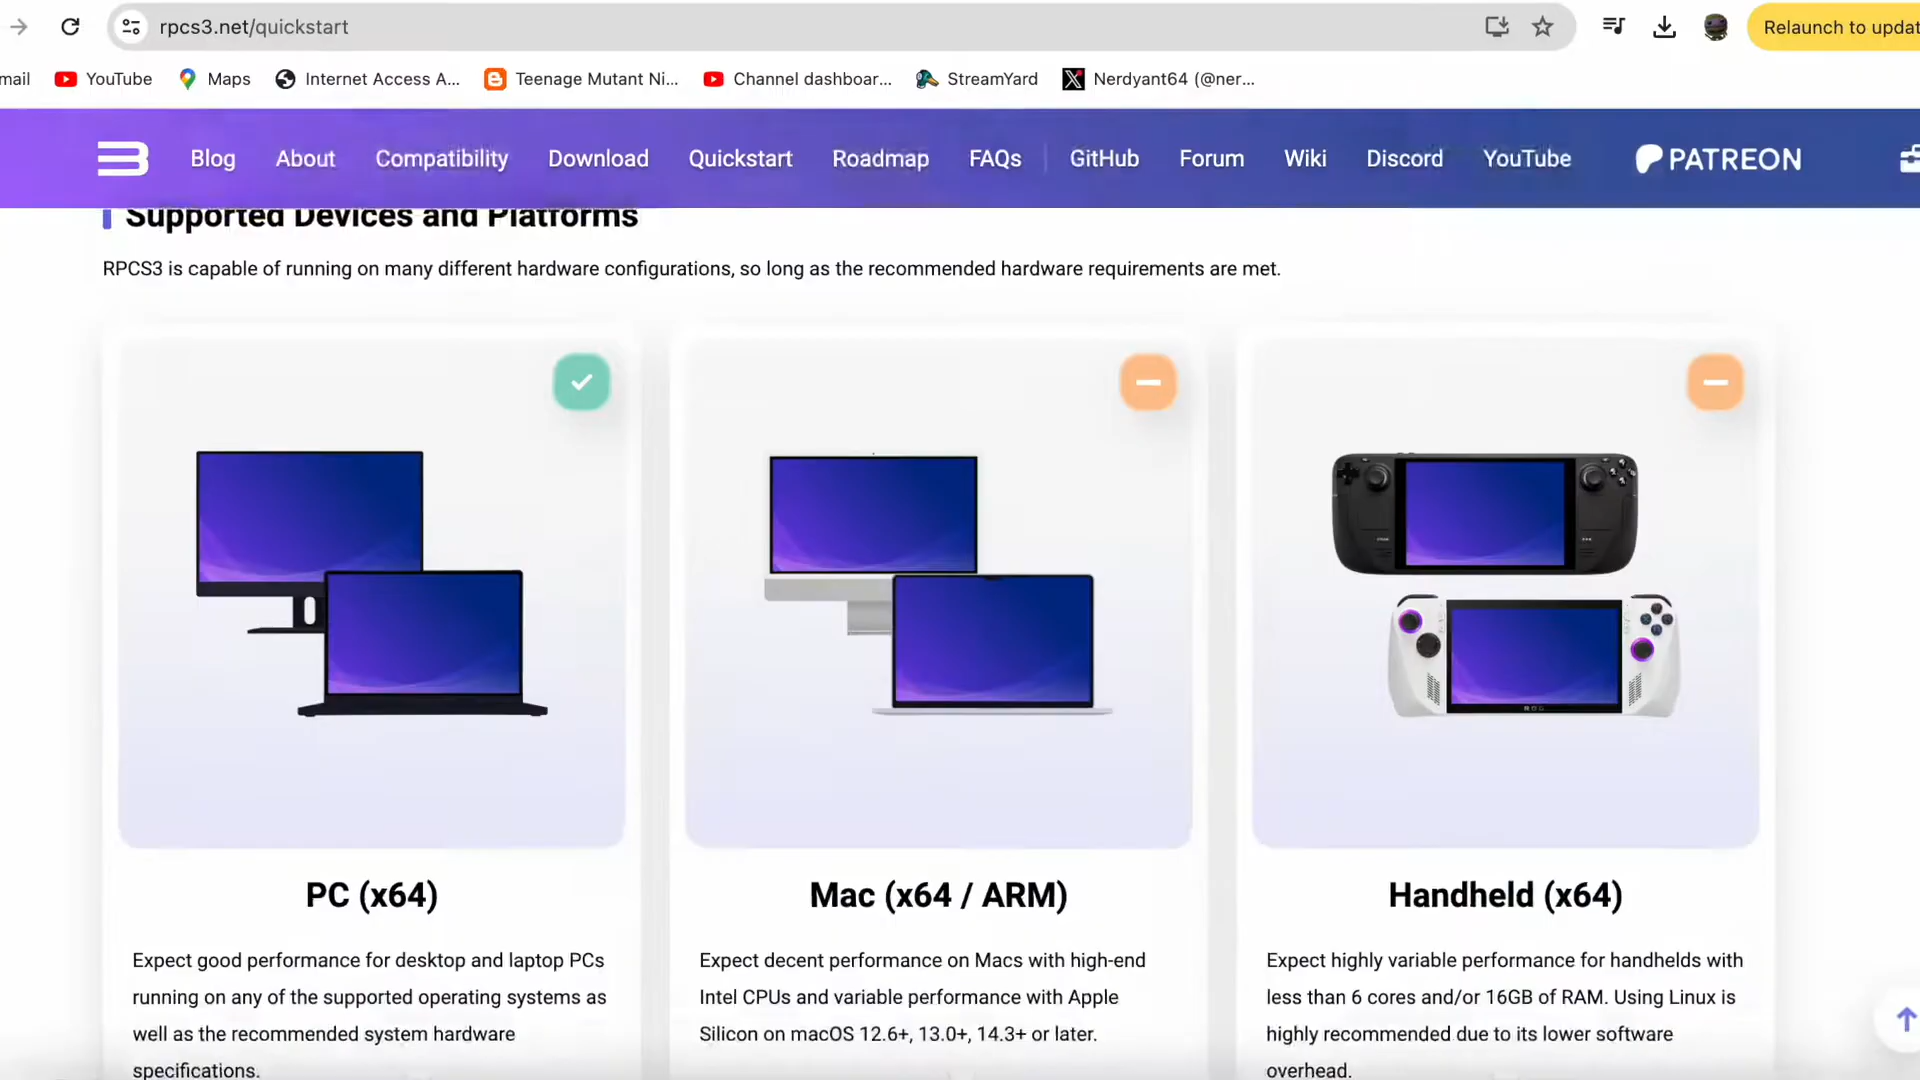 rpcs3.net/quickstart
Relaunch to updat
mail
YouTube
Maps
Internet Access A...
Teenage Mutant Ni...
Channel dashboar...
StreamYard
Nerdyant64 (@ner...
Blog
About
Compatibility
Download
Quickstart
Roadmap
FAQs
GitHub
Forum
Wiki
Discord
YouTube
PATREON
Supported Devices and Platforms
RPCS3 is capable of running on many different hardware configurations, so long as the recommended hardware requirements are met.
PC (x64)
Expect good performance for desktop and laptop PCs
running on any of the supported operating systems as
well as the recommended system hardware
specifications.
Mac (x64 / ARM)
Expect decent performance on Macs with high-end
Intel CPUs and variable performance with Apple
Silicon on macOS 12.6+, 13.0+, 14.3+ or later.
Handheld (x64)
Expect highly variable performance for handhelds with
less than 6 cores and/or 16GB of RAM. Using Linux is
highly recommended due to its lower software
overhead.